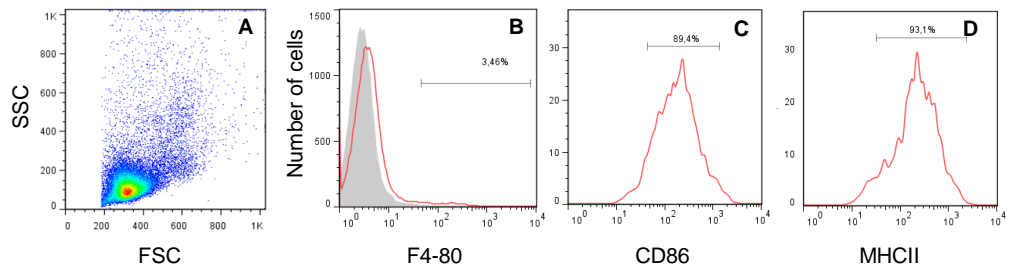 A
1K
800
600
400
200
0
SSC
0 200 400 600 800 1K
FSC
B
1500
1000
500
0
Number of cells
3,46%
10^0 10^1 10^2 10^3 10^4
F4-80
C
30
20
10
0
89,4%
10^0 10^1 10^2 10^3 10^4
CD86
D
30
20
10
0
93,1%
10^0 10^1 10^2 10^3 10^4
MHCII